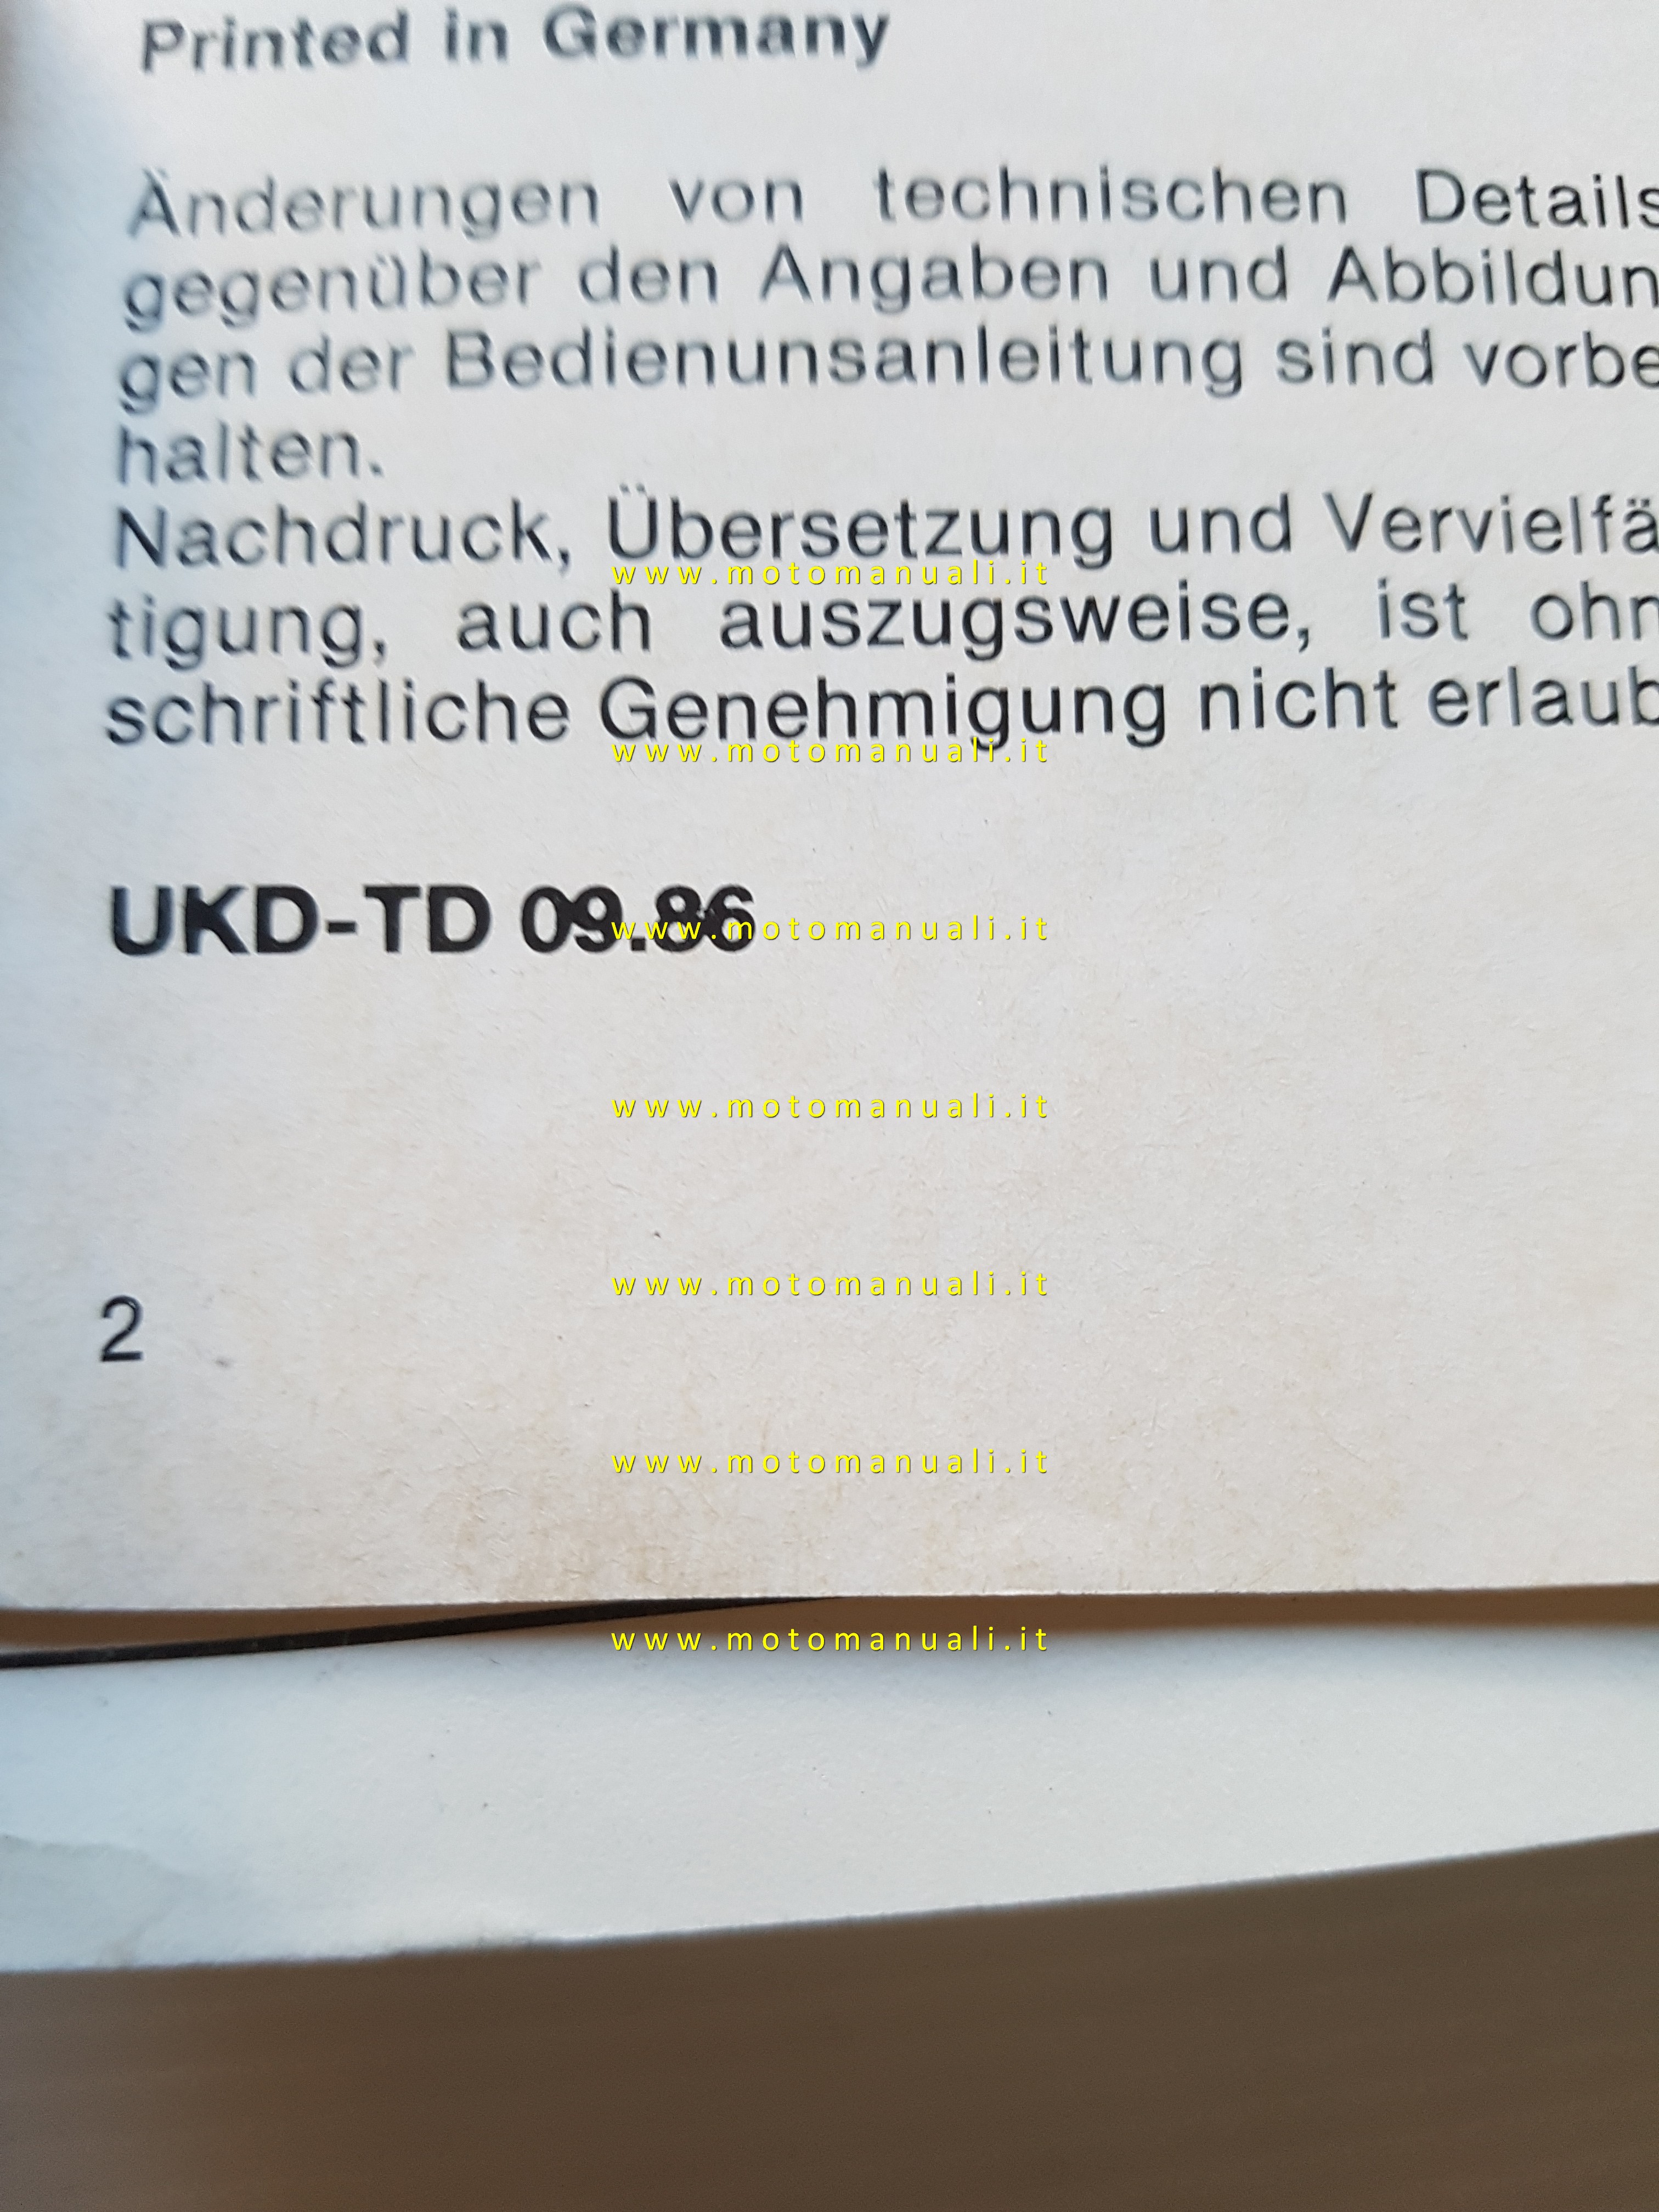 Printed in Germany
Änderungen von technischen Details
gegenüber den Angaben und Abbildun
gen der Bedienunsanleitung sind vorbe
halten.
Nachdruck, Übersetzung und Vervielfä
www.motomanuali.it
tigung, auch auszugsweise, ist ohn
schriftliche Genehmigung nicht erlaub
www.motomanuali.it
UKD-TD 09.86
www.motomanuali.it
www.motomanuali.it
www.motomanuali.it
2
www.motomanuali.it
www.motomanuali.it